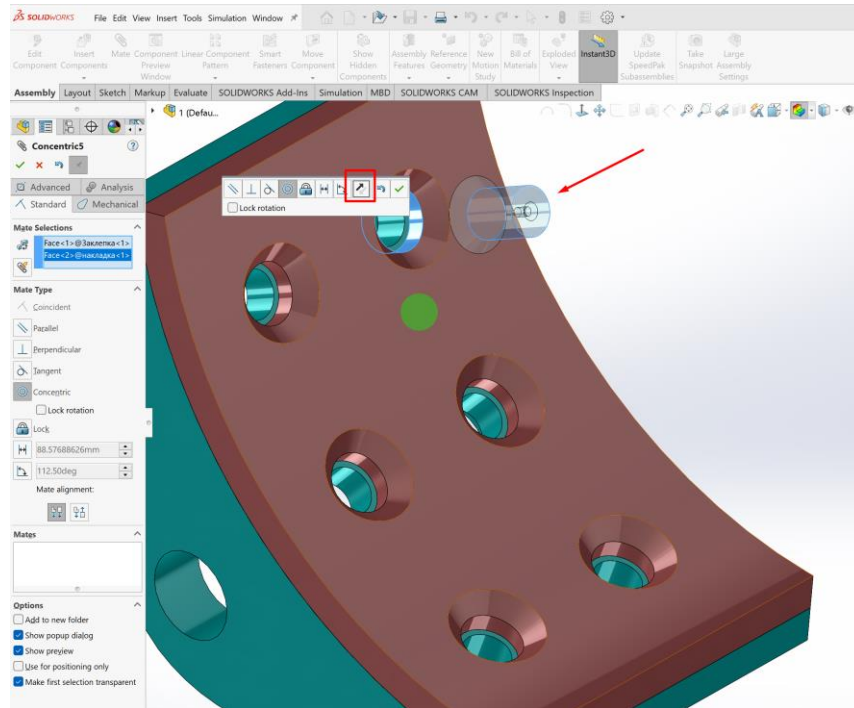 SOLIDWORKS File Edit View Insert Tools Simulation Window
Edit Component
Insert Components
Mate
Component Preview Window
Linear Component Pattern
Smart Fasteners
Move Component
Show Hidden Components
Assembly Features
Reference Geometry
New Motion Study
Bill of Materials
Exploded View
Instant3D
Update SpeedPak Subassemblies
Take Snapshot
Large Assembly Settings
Assembly Layout Sketch Markup Evaluate SOLIDWORKS Add-Ins Simulation MBD SOLIDWORKS CAM SOLIDWORKS Inspection
1 (Defau...
Concentric5
Advanced Analysis
Standard Mechanical
Lock rotation
Mate Selections
Face<1>@Заклепка<1>
Face<2>@накладка<1>
Mate Type
Coincident
Parallel
Perpendicular
Tangent
Concentric
Lock rotation
Lock
88.57688626mm
112.50deg
Mate alignment:
Mates
Options
Add to new folder
Show popup dialog
Show preview
Use for positioning only
Make first selection transparent